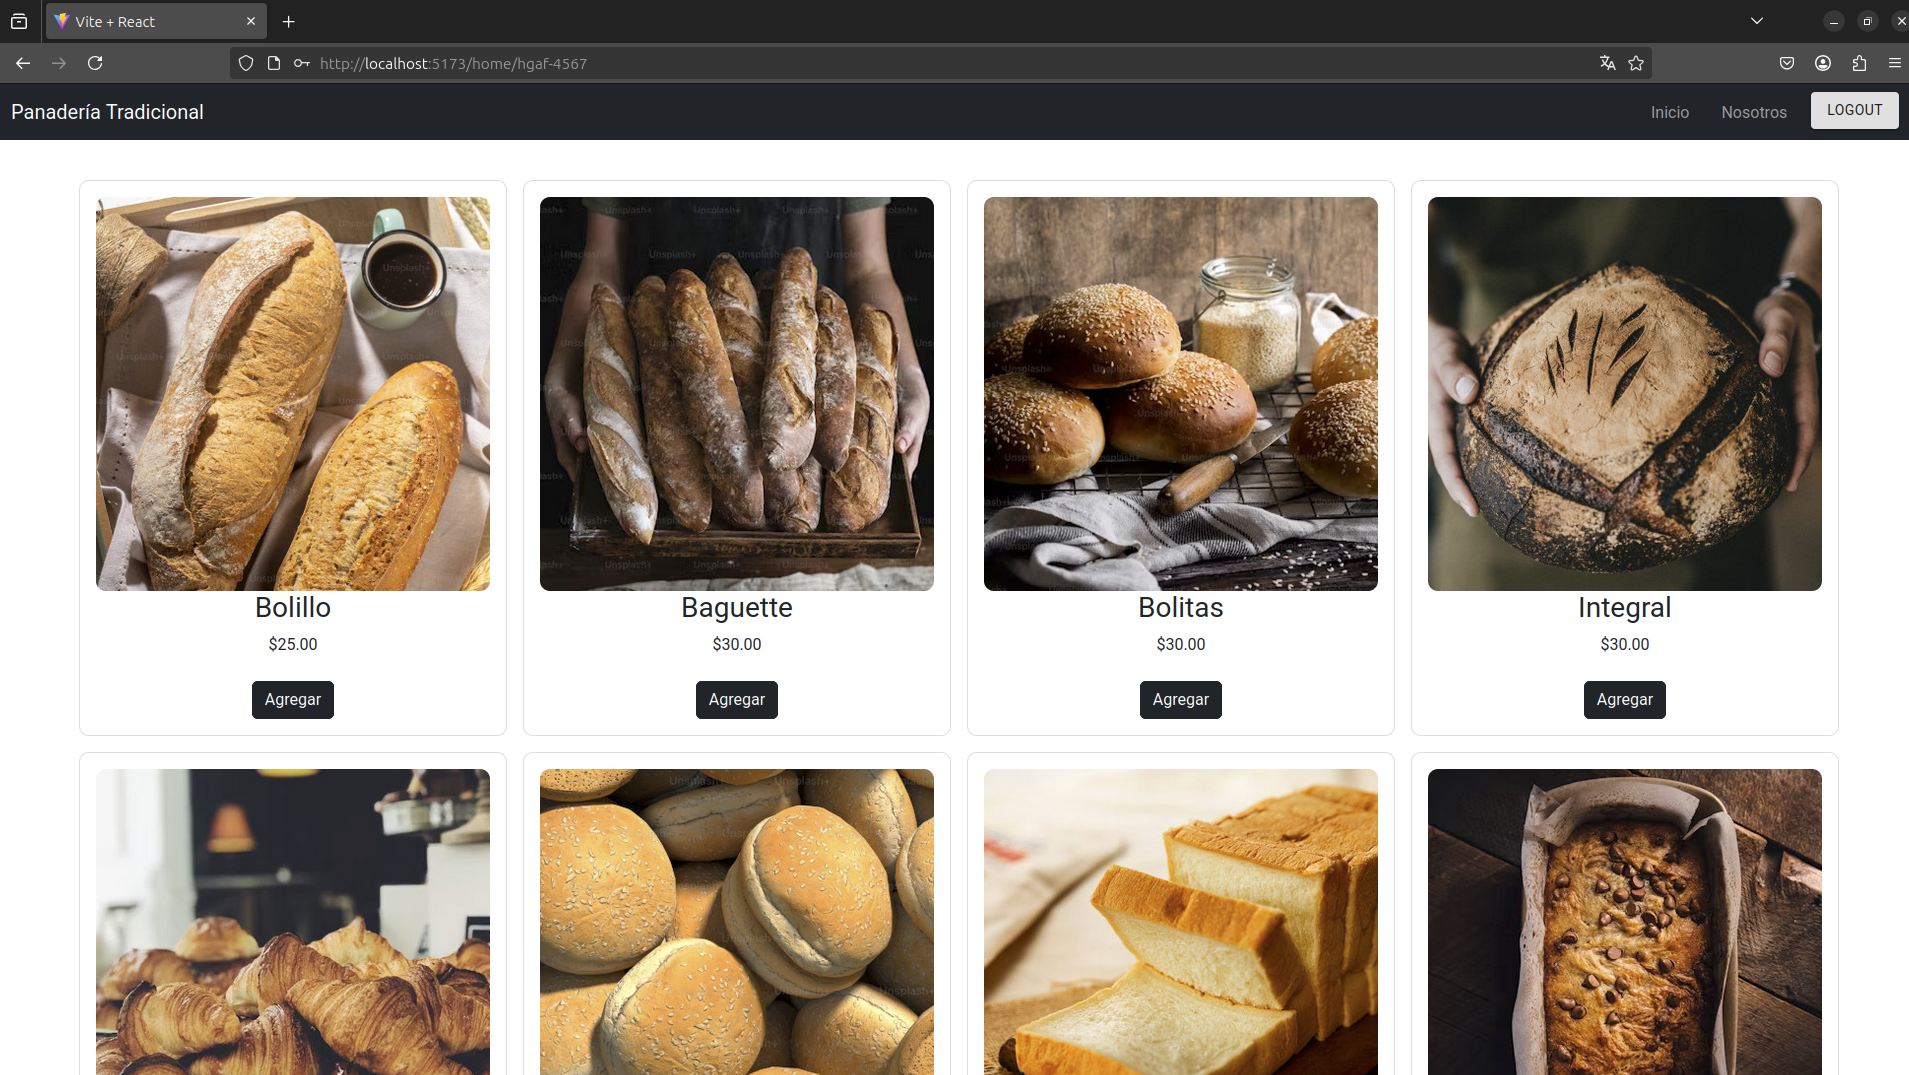 Vite + React
http://localhost:5173/home/hgaf-4567
Panadería Tradicional
Inicio
Nosotros
LOGOUT
Unsplash+
Bolillo
$25.00
Agregar
Baguette
$30.00
Agregar
Bolitas
$30.00
Agregar
Integral
$30.00
Agregar